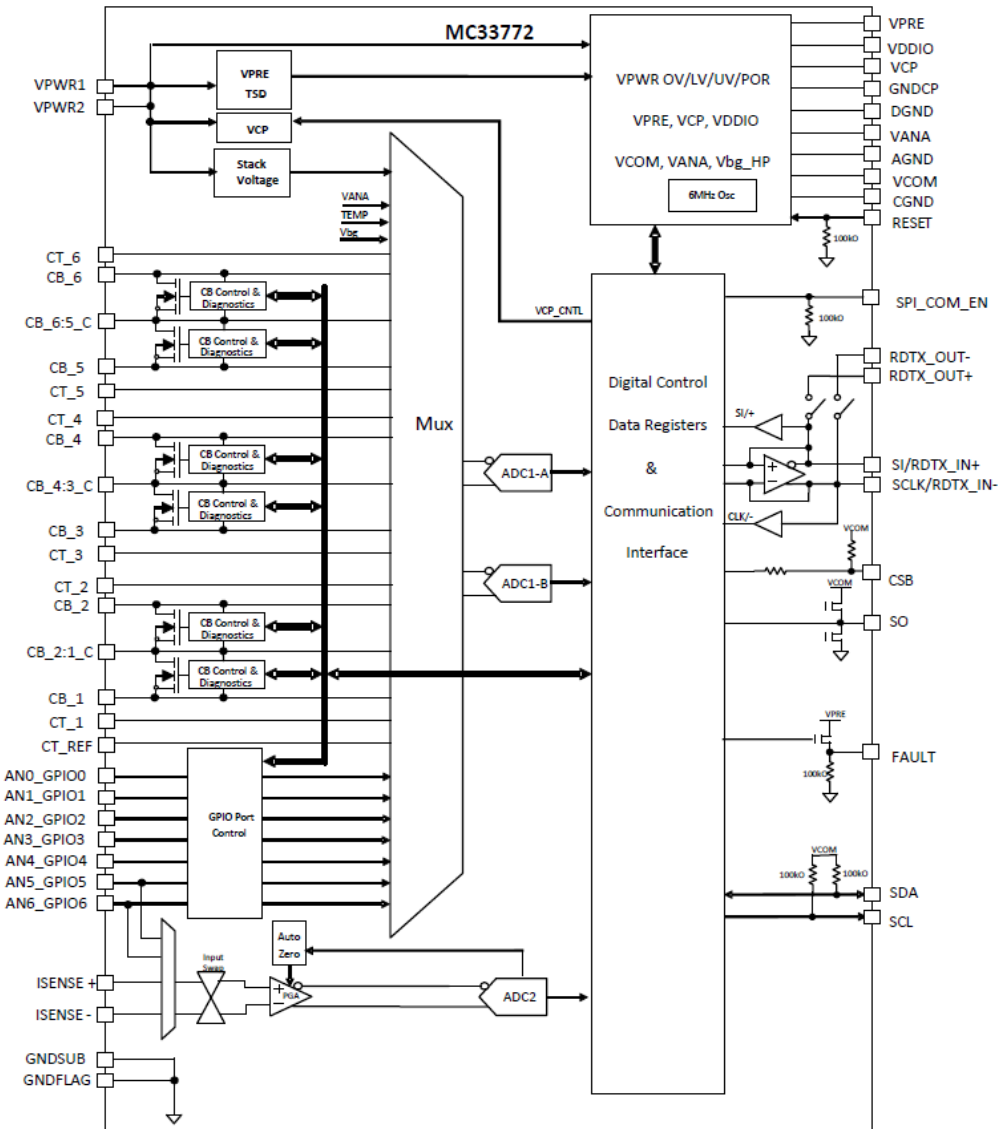 MC33772
VPWR1
VPWR2
VPRE
TSD
VCP
Stack
Voltage
VANA
TEMP
Vbg
VPWR OV/LV/UV/POR
VPRE, VCP, VDDIO
VCOM, VANA, Vbg_HP
6MHz Osc
VPRE
VDDIO
VCP
GNDCP
DGND
VANA
AGND
VCOM
CGND
RESET
100kΩ
CT_6
CB_6
CB Control &
Diagnostics
CB_6:5_C
CB Control &
Diagnostics
CB_5
CT_5
CT_4
CB_4
CB Control &
Diagnostics
CB_4:3_C
CB Control &
Diagnostics
CB_3
CT_3
CT_2
CB_2
CB Control &
Diagnostics
CB_2:1_C
CB Control &
Diagnostics
CB_1
CT_1
CT_REF
AN0_GPIO0
AN1_GPIO1
AN2_GPIO2
AN3_GPIO3
AN4_GPIO4
AN5_GPIO5
AN6_GPIO6
GPIO Port
Control
Mux
VCP_CNTL
ADC1-A
ADC1-B
Digital Control
Data Registers
&
Communication
Interface
SPI_COM_EN
100kΩ
RDTX_OUT-
RDTX_OUT+
SI/+
+
−
SI/RDTX_IN+
SCLK/RDTX_IN-
CLK/-
VCOM
CSB
VCOM
SO
VPRE
FAULT
100kΩ
VCOM
100kΩ
100kΩ
SDA
SCL
Auto
Zero
Input
Swap
ISENSE +
ISENSE -
+
PGA
−
ADC2
GNDSUB
GNDFLAG